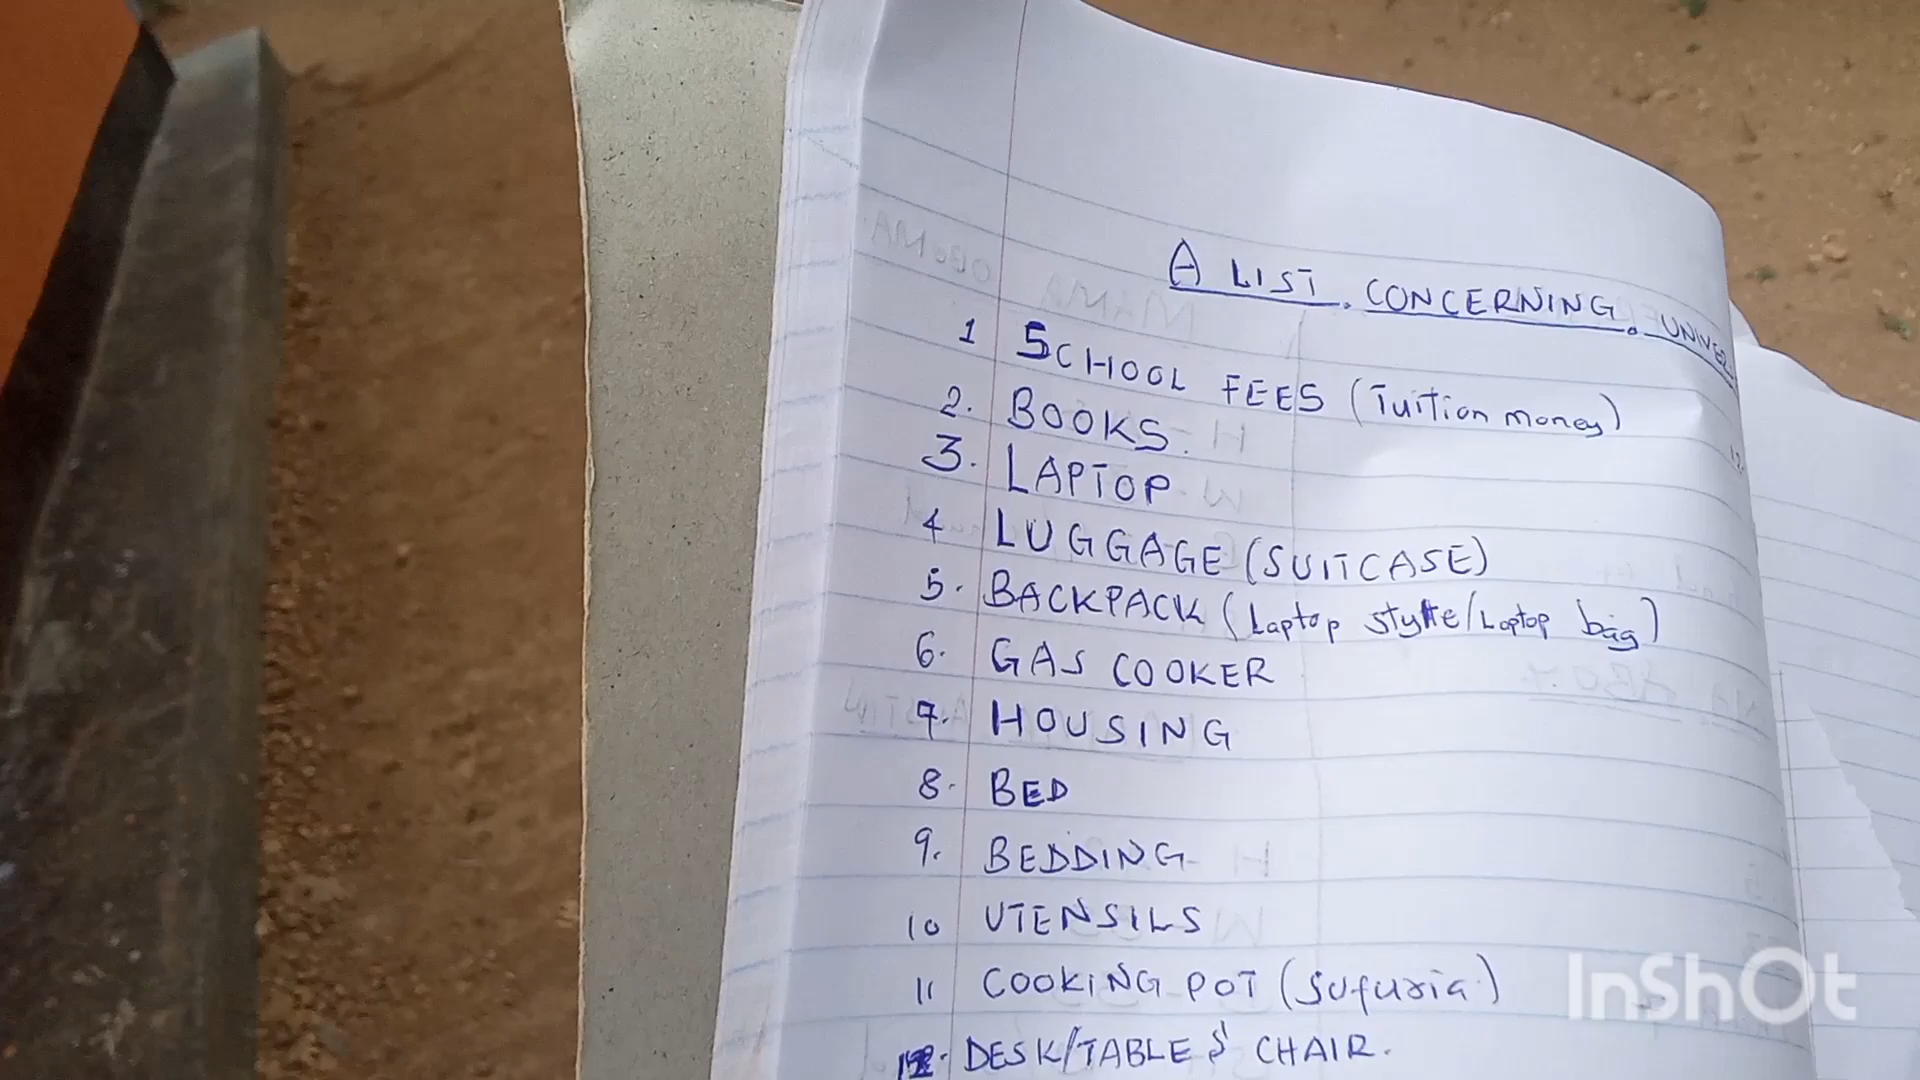 A LIST. CONCERNING. UNIVER
1 SCHOOL FEES (Tuition money)
2. BOOKS.
3. LAPTOP
4 LUGGAGE (SUITCASE)
5. BACKPACK (Laptop style/Laptop bag)
6. GAS COOKER
7. HOUSING
8. BED
9. BEDDING
10 UTENSILS
11 COOKING POT (Sufuria)
12. DESK/TABLE & CHAIR.
InShOt